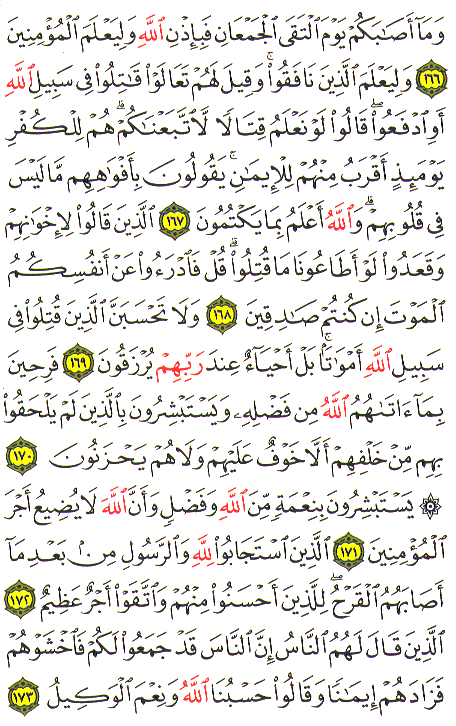 وَمَآ أَصَٰبَكُمْ يَوْمَ ٱلْتَقَى ٱلْجَمْعَانِ فَبِإِذْنِ ٱللَّهِ وَلِيَعْلَمَ ٱلْمُؤْمِنِينَ
١٦٦ وَلِيَعْلَمَ ٱلَّذِينَ نَافَقُوا۟ ۚ وَقِيلَ لَهُمْ تَعَالَوْا۟ قَٰتِلُوا۟ فِى سَبِيلِ ٱللَّهِ
أَوِ ٱدْفَعُوا۟ ۖ قَالُوا۟ لَوْ نَعْلَمُ قِتَالًا لَّٱتَّبَعْنَٰكُمْ ۗ هُمْ لِلْكُفْرِ
يَوْمَئِذٍ أَقْرَبُ مِنْهُمْ لِلْإِيمَٰنِ ۚ يَقُولُونَ بِأَفْوَٰهِهِم مَّا لَيْسَ
فِى قُلُوبِهِمْ ۗ وَٱللَّهُ أَعْلَمُ بِمَا يَكْتُمُونَ ١٦٧ ٱلَّذِينَ قَالُوا۟ لِإِخْوَٰنِهِمْ
وَقَعَدُوا۟ لَوْ أَطَاعُونَا مَا قُتِلُوا۟ ۗ قُلْ فَٱدْرَءُوا۟ عَنْ أَنفُسِكُمُ
ٱلْمَوْتَ إِن كُنتُمْ صَٰدِقِينَ ١٦٨ وَلَا تَحْسَبَنَّ ٱلَّذِينَ قُتِلُوا۟ فِى
سَبِيلِ ٱللَّهِ أَمْوَٰتًۢا ۚ بَلْ أَحْيَآءٌ عِندَ رَبِّهِمْ يُرْزَقُونَ ١٦٩ فَرِحِينَ
بِمَآ ءَاتَىٰهُمُ ٱللَّهُ مِن فَضْلِهِۦ وَيَسْتَبْشِرُونَ بِٱلَّذِينَ لَمْ يَلْحَقُوا۟
بِهِم مِّنْ خَلْفِهِمْ أَلَّا خَوْفٌ عَلَيْهِمْ وَلَا هُمْ يَحْزَنُونَ ١٧٠
۞ يَسْتَبْشِرُونَ بِنِعْمَةٍ مِّنَ ٱللَّهِ وَفَضْلٍ وَأَنَّ ٱللَّهَ لَا يُضِيعُ أَجْرَ
ٱلْمُؤْمِنِينَ ١٧١ ٱلَّذِينَ ٱسْتَجَابُوا۟ لِلَّهِ وَٱلرَّسُولِ مِنۢ بَعْدِ مَآ
أَصَابَهُمُ ٱلْقَرْحُ ۚ لِلَّذِينَ أَحْسَنُوا۟ مِنْهُمْ وَٱتَّقَوْا۟ أَجْرٌ عَظِيمٌ ١٧٢
ٱلَّذِينَ قَالَ لَهُمُ ٱلنَّاسُ إِنَّ ٱلنَّاسَ قَدْ جَمَعُوا۟ لَكُمْ فَٱخْشَوْهُمْ
فَزَادَهُمْ إِيمَٰنًا وَقَالُوا۟ حَسْبُنَا ٱللَّهُ وَنِعْمَ ٱلْوَكِيلُ ١٧٣